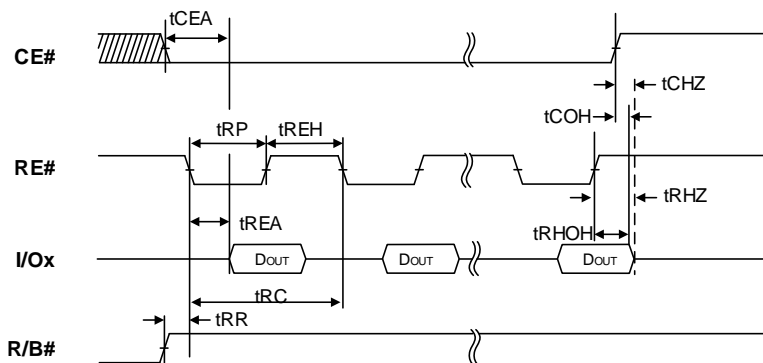 tCEA
CE#
tCHZ
tCOH
tRP
tREH
RE#
tRHZ
tREA
tRHOH
I/Ox
DOUT
DOUT
DOUT
tRC
tRR
R/B#